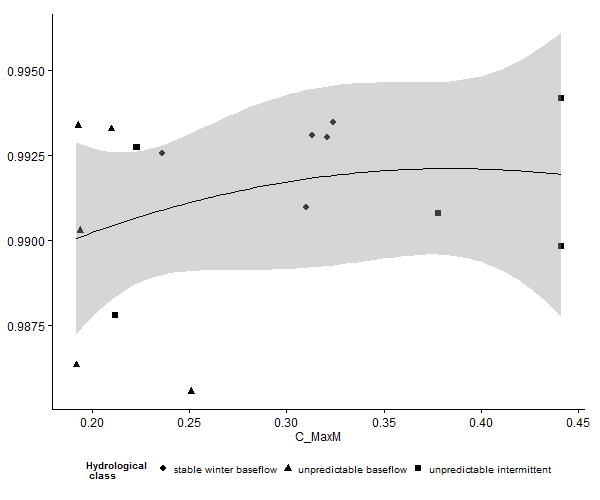 0.9950
0.9925
0.9900
0.9875
0.20 0.25 0.30 0.35 0.40 0.45
C_MaxM
Hydrological
class
stable winter baseflow unpredictable baseflow unpredictable intermittent